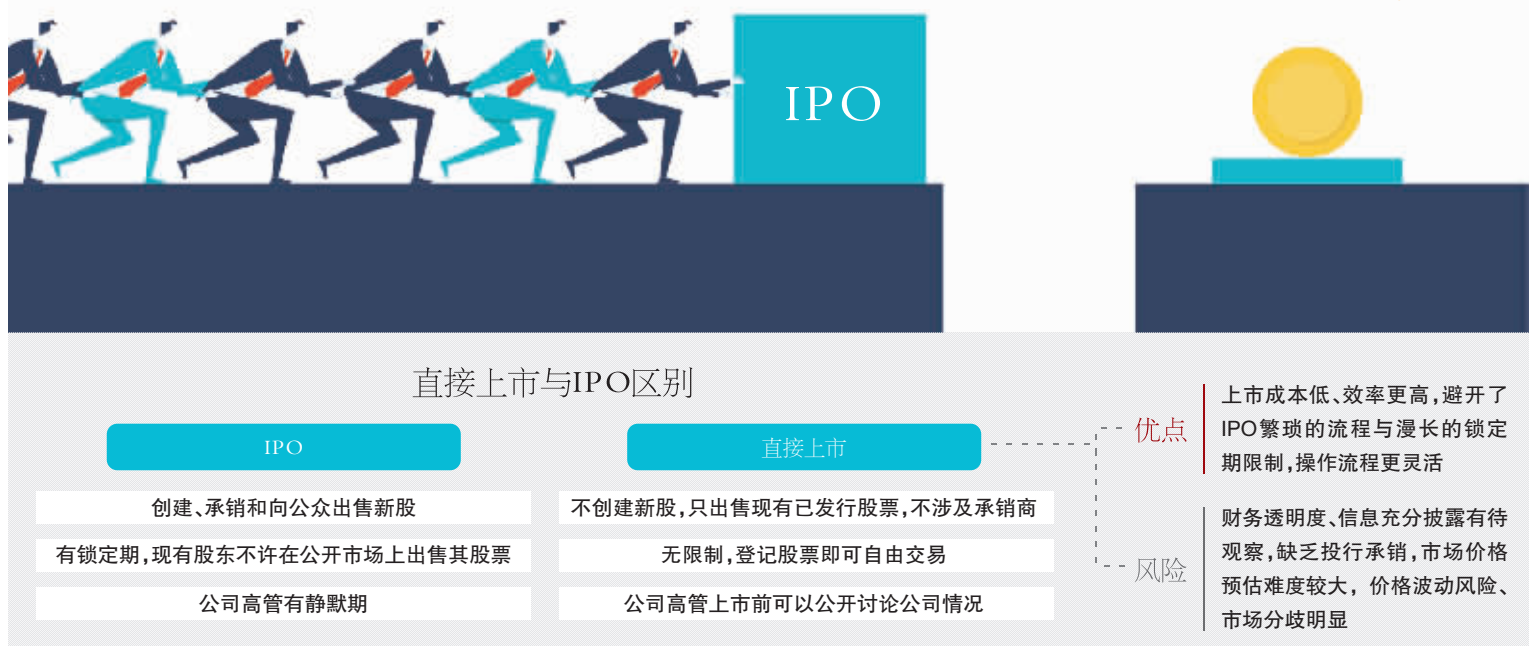 IPO
直接上市与IPO区别
IPO
创建、承销和向公众出售新股
有锁定期,现有股东不许在公开市场上出售其股票
公司高管有静默期
直接上市
不创建新股,只出售现有已发行股票,不涉及承销商
无限制,登记股票即可自由交易
公司高管上市前可以公开讨论公司情况
优点
上市成本低、效率更高,避开了
IPO繁琐的流程与漫长的锁定
期限制,操作流程更灵活
风险
财务透明度、信息充分披露有待
观察,缺乏投行承销,市场价格
预估难度较大,价格波动风险、
市场分歧明显